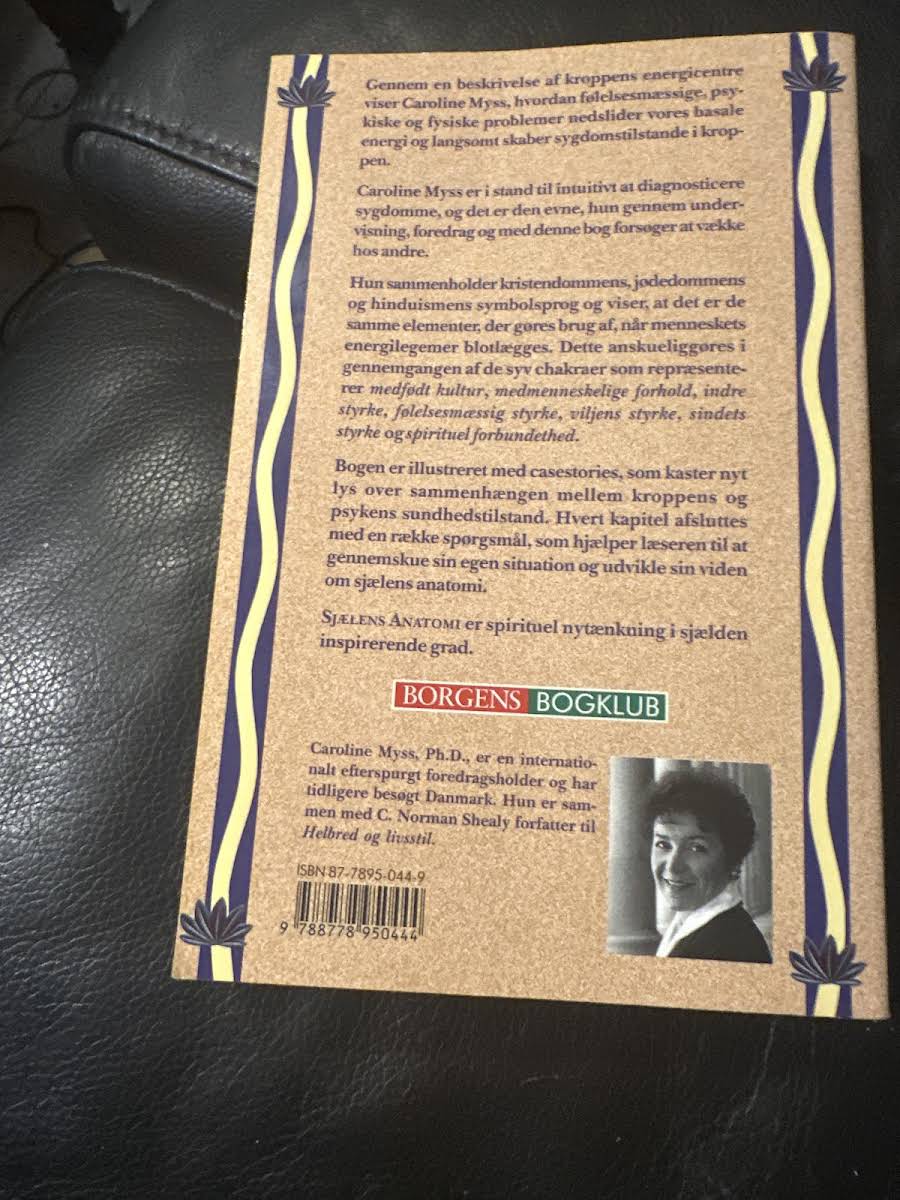 Gennem en beskrivelse af kroppens energicentre
viser Caroline Myss, hvordan følelsesmæssige, psy-
kiske og fysiske problemer nedslider vores basale
energi og langsomt skaber sygdomstilstande i krop-
pen.
Caroline Myss er i stand til intuitivt at diagnosticere
sygdomme, og det er den evne, hun gennem under-
visning, foredrag og med denne bog forsøger at vække
hos andre.
Hun sammenholder kristendommens, jødedommens
og hinduismens symbolsprog og viser, at det er de
samme elementer, der gøres brug af, når menneskets
energilegemer blotlægges. Dette anskueliggøres i
gennemgangen af de syv chakraer som repræsente-
rer medfødt kultur, medmenneskelige forhold, indre
styrke, følelsesmæssig styrke, viljens styrke, sindets
styrke og spirituel forbundethed.
Bogen er illustreret med casestories, som kaster nyt
lys over sammenhængen mellem kroppens og
psykens sundhedstilstand. Hvert kapitel afsluttes
med en række spørgsmål, som hjælper læseren til at
gennemskue sin egen situation og udvikle sin viden
om sjælens anatomi.
SJÆLENS ANATOMI er spirituel nytænkning i sjælden
inspirerende grad.
BORGENS BOGKLUB
Caroline Myss, Ph.D., er en internatio-
nalt efterspurgt foredragsholder og har
tidligere besøgt Danmark. Hun er sam-
men med C. Norman Shealy forfatter til
Helbred og livsstil.
ISBN 87-7895-044-9
9 788778 950444